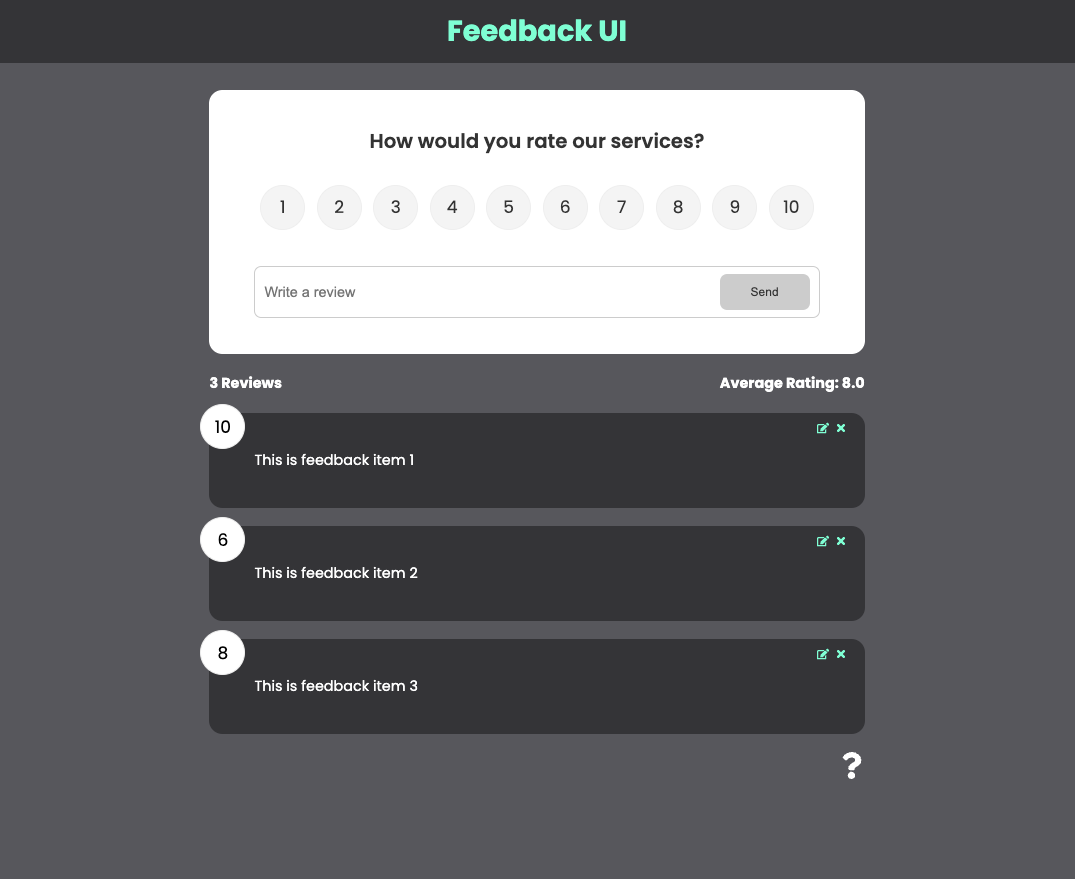 Feedback UI
How would you rate our services?
1 2 3 4 5 6 7 8 9 10
Write a review Send
3 Reviews Average Rating: 8.0
10
This is feedback item 1
6
This is feedback item 2
8
This is feedback item 3
?